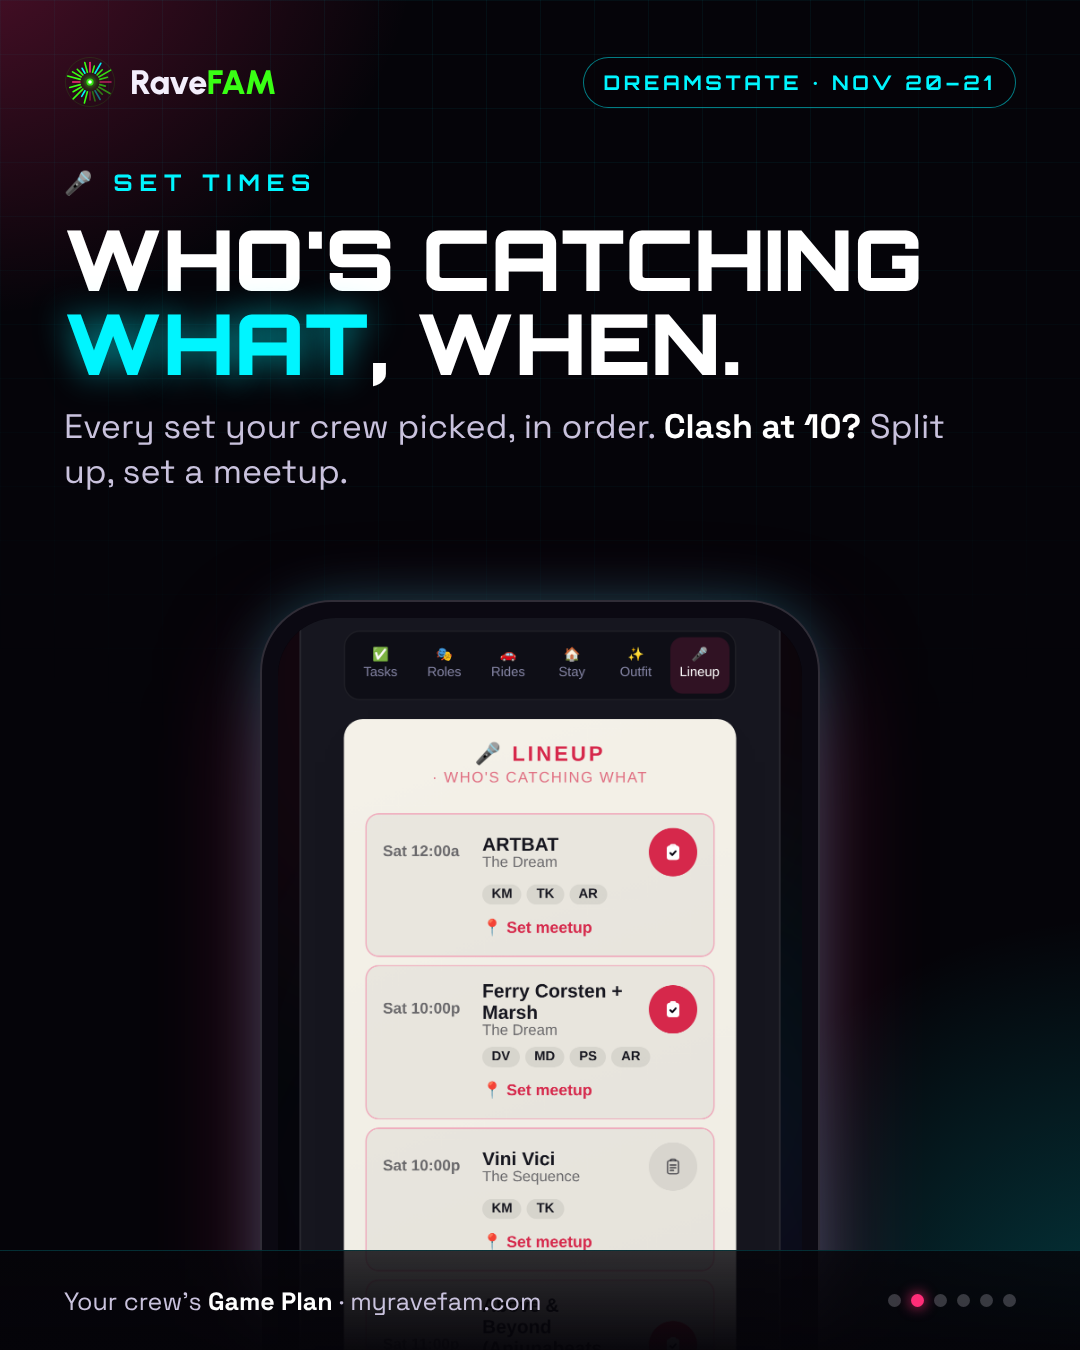 RaveFAM
DREAMSTATE · NOV 20–21
SET TIMES
WHO'S CATCHING
WHAT, WHEN.
Every set your crew picked, in order. Clash at 10? Split
up, set a meetup.
Tasks Roles Rides Stay Outfit Lineup
LINEUP
· WHO'S CATCHING WHAT
Sat 12:00a ARTBAT
The Dream
KM TK AR
Set meetup
Ferry Corsten +
Sat 10:00p Marsh
The Dream
DV MD PS AR
Set meetup
Sat 10:00p Vini Vici
The Sequence
KM TK
Set meetup
Your crew's Game Plan · myravefam.com
&
Beyond